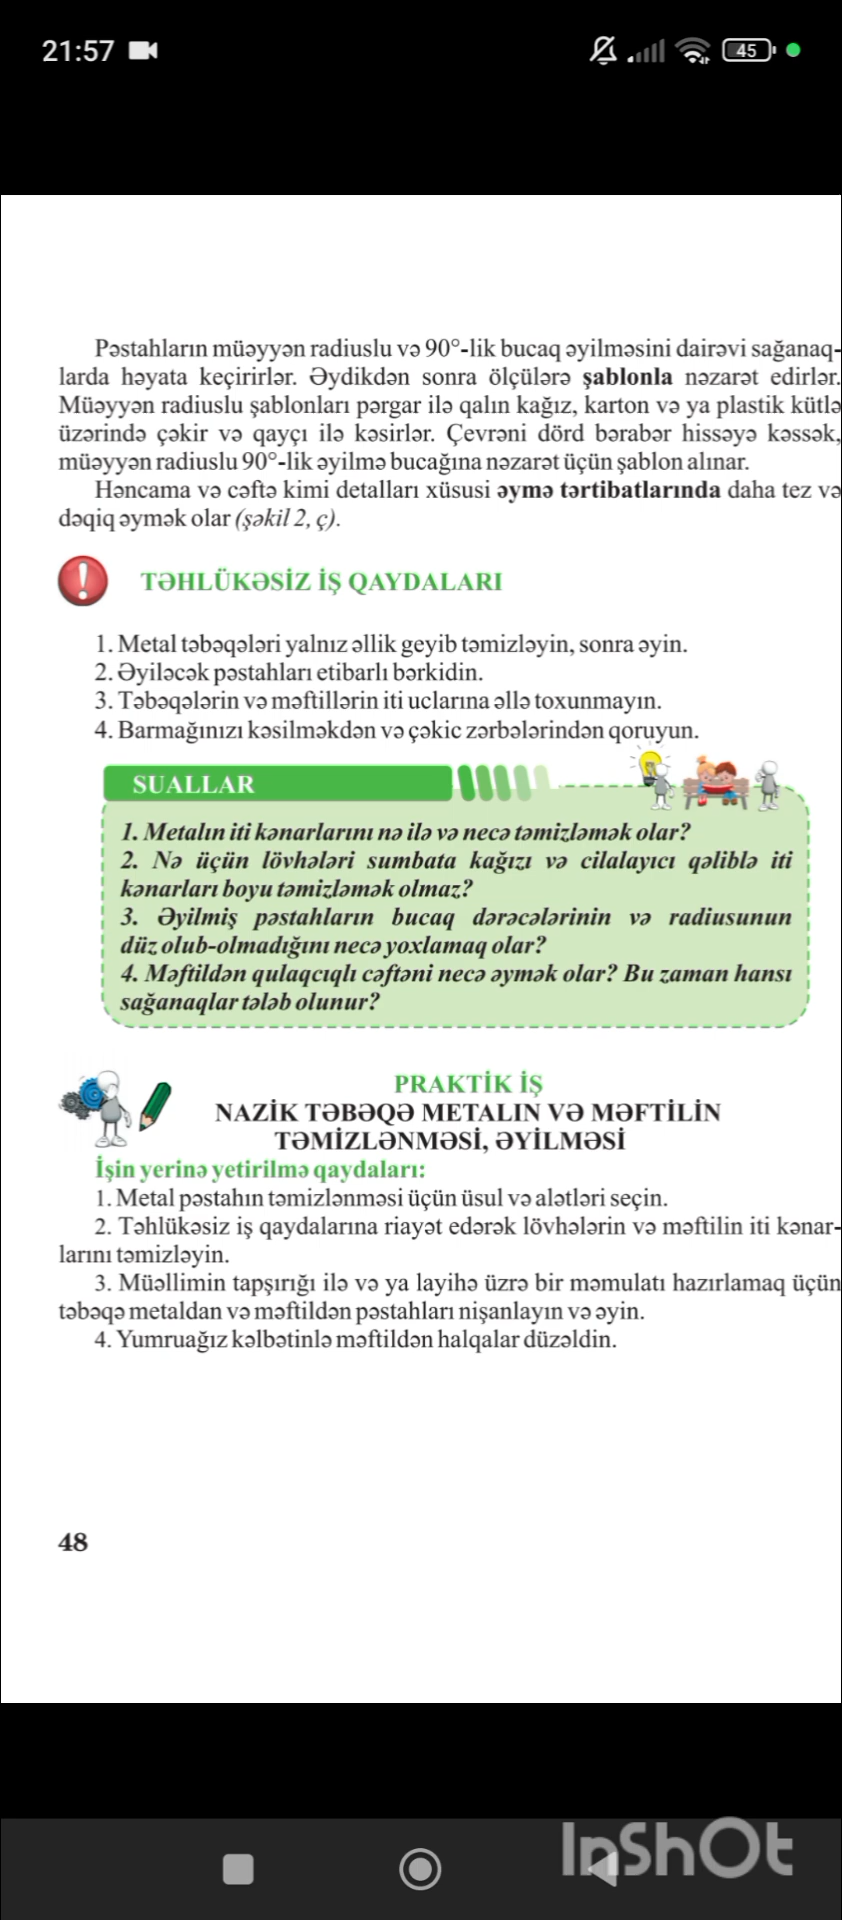 21:57
45
Pəstahların müəyyən radiuslu və 90°-lik bucaq əyilməsini dairəvi sağanaq-
larda həyata keçirirlər. Əydikdən sonra ölçülərə şablonla nəzarət edirlər.
Müəyyən radiuslu şablonları pərgar ilə qalın kağız, karton və ya plastik kütlə
üzərində çəkir və qayçı ilə kəsirlər. Çevrəni dörd bərabər hissəyə kəssək,
müəyyən radiuslu 90°-lik əyilmə bucağına nəzarət üçün şablon alınar.
Həncama və cəftə kimi detalları xüsusi əymə tərtibatlarında daha tez və
dəqiq əymək olar (şəkil 2, ç).
TƏHLÜKƏSİZ İŞ QAYDALARI
1. Metal təbəqələri yalnız əllik geyib təmizləyin, sonra əyin.
2. Əyiləcək pəstahları etibarlı bərkidin.
3. Təbəqələrin və məftillərin iti uclarına əllə toxunmayın.
4. Barmağınızı kəsilməkdən və çəkic zərbələrindən qoruyun.
SUALLAR
1. Metalın iti kənarlarını nə ilə və necə təmizləmək olar?
2. Nə üçün lövhələri sumbata kağızı və cilalayıcı qəliblə iti
kənarları boyu təmizləmək olmaz?
3. Əyilmiş pəstahların bucaq dərəcələrinin və radiusunun
düz olub-olmadığını necə yoxlamaq olar?
4. Məftildən qulaqcıqlı cəftəni necə əymək olar? Bu zaman hansı
sağanaqlar tələb olunur?
PRAKTİK İŞ
NAZİK TƏBƏQƏ METALIN VƏ MƏFTİLİN
TƏMİZLƏNMƏSİ, ƏYİLMƏSİ
İşin yerinə yetirilmə qaydaları:
1. Metal pəstahın təmizlənməsi üçün üsul və alətləri seçin.
2. Təhlükəsiz iş qaydalarına riayət edərək lövhələrin və məftilin iti kənar-
larını təmizləyin.
3. Müəllimin tapşırığı ilə və ya layihə üzrə bir məmulatı hazırlamaq üçün
təbəqə metaldan və məftildən pəstahları nişanlayın və əyin.
4. Yumruağız kəlbətinlə məftildən halqalar düzəldin.
48
InShOt